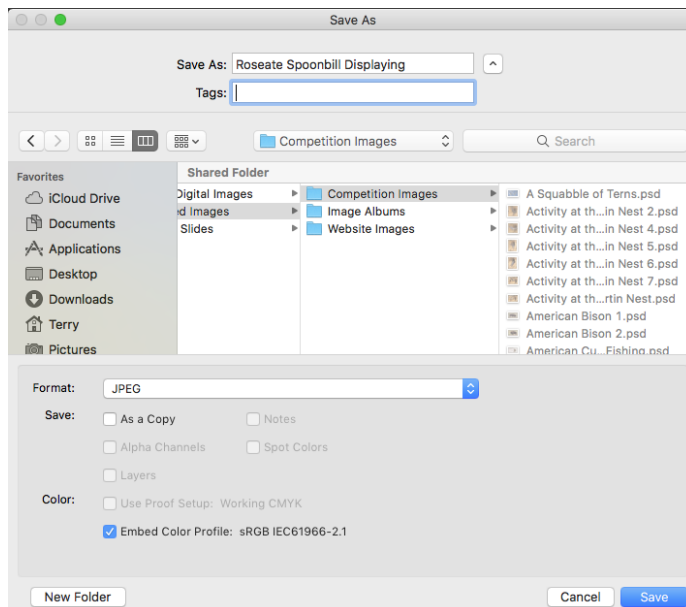 Save As
Save As: Roseate Spoonbill Displaying
Tags:
Competition Images
Search
Favorites
iCloud Drive
Documents
Applications
Desktop
Downloads
Terry
Pictures
Shared Folder
Digital Images
ed Images
Slides
Competition Images
Image Albums
Website Images
A Squabble of Terns.psd
Activity at th...in Nest 2.psd
Activity at th...in Nest 4.psd
Activity at th...in Nest 5.psd
Activity at th...in Nest 6.psd
Activity at th...in Nest 7.psd
Activity at th...rtin Nest.psd
American Bison 1.psd
American Bison 2.psd
American Cu...Fishing.psd
Format: JPEG
Save: As a Copy Notes
Alpha Channels Spot Colors
Layers
Color: Use Proof Setup: Working CMYK
Embed Color Profile: sRGB IEC61966-2.1
New Folder Cancel Save